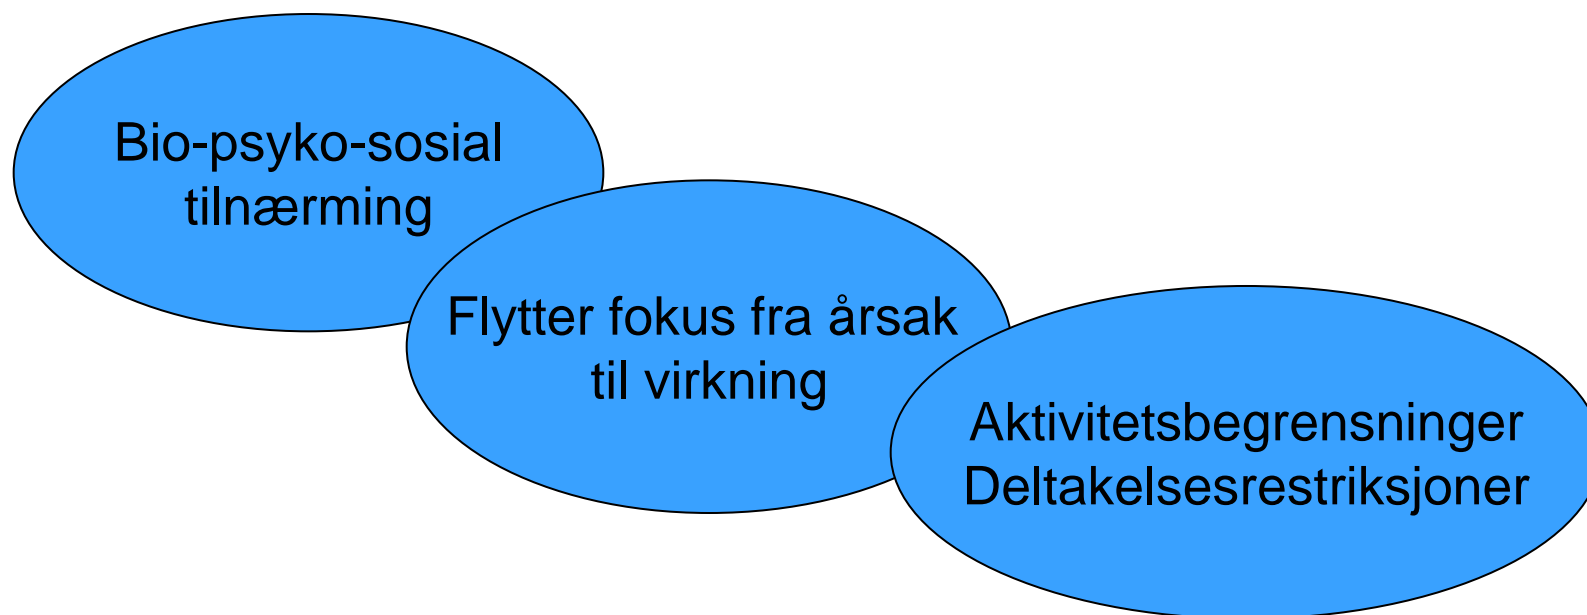 Bio-psyko-sosial
tilnærming
Flytter fokus fra årsak
til virkning
Aktivitetsbegrensninger
Deltakelsesrestriksjoner